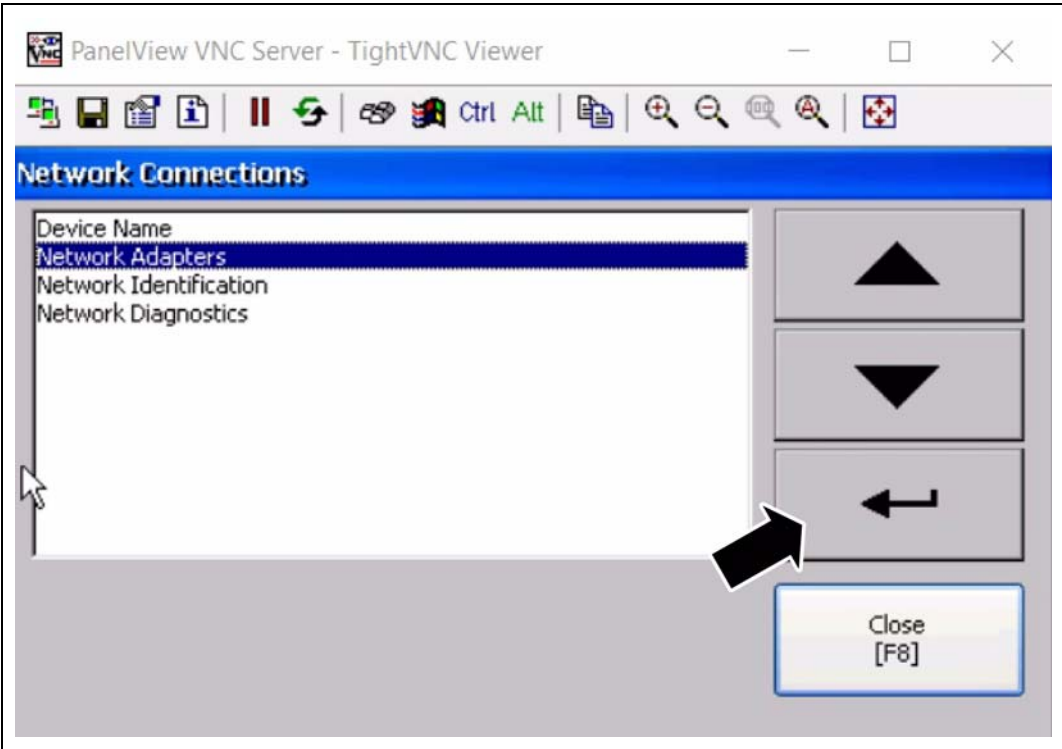 PanelView VNC Server - TightVNC Viewer
Ctrl Alt
Network Connections
Device Name
Network Adapters
Network Identification
Network Diagnostics
Close
[F8]